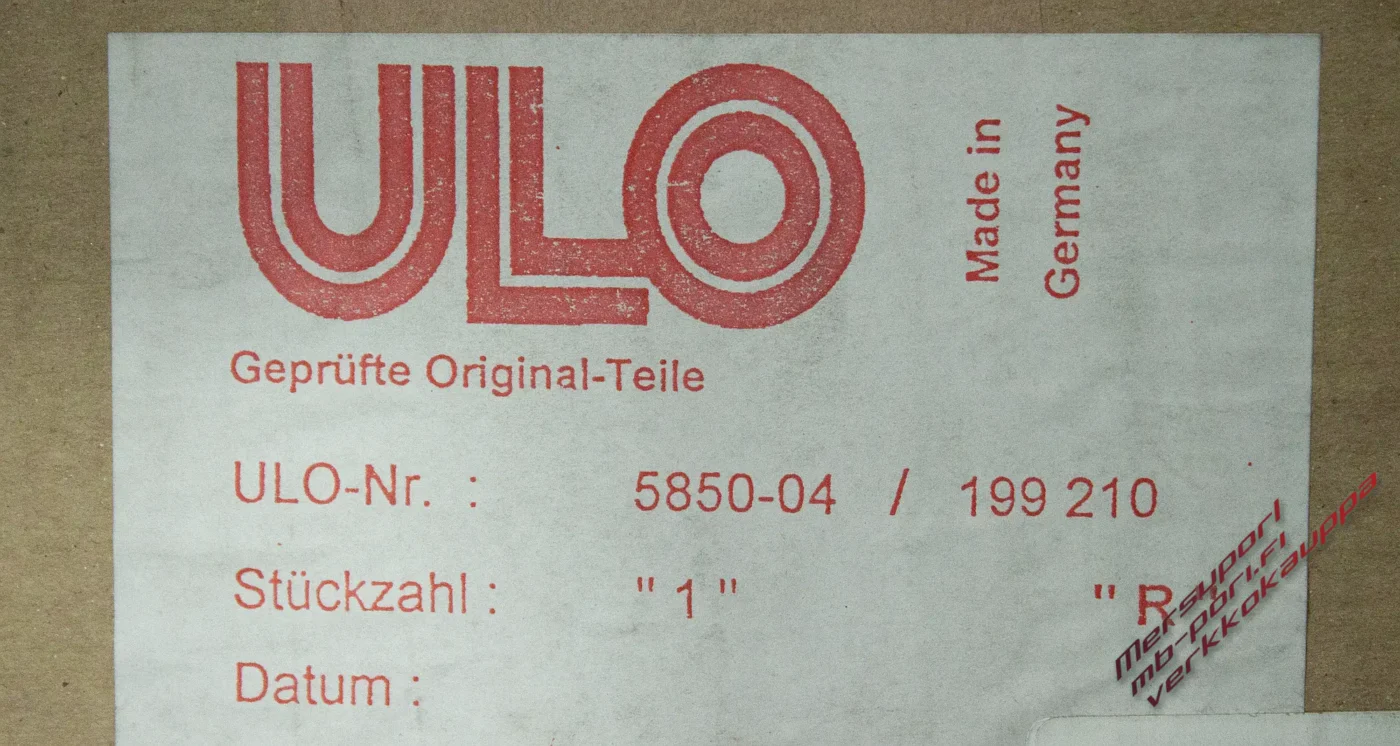 ULO
Made in
Germany
Geprüfte Original-Teile
ULO-Nr. : 5850-04 / 199 210
Stückzahl : " 1 " " R
Datum :
Mersupori
mb-pori.fi
verkkokauppa